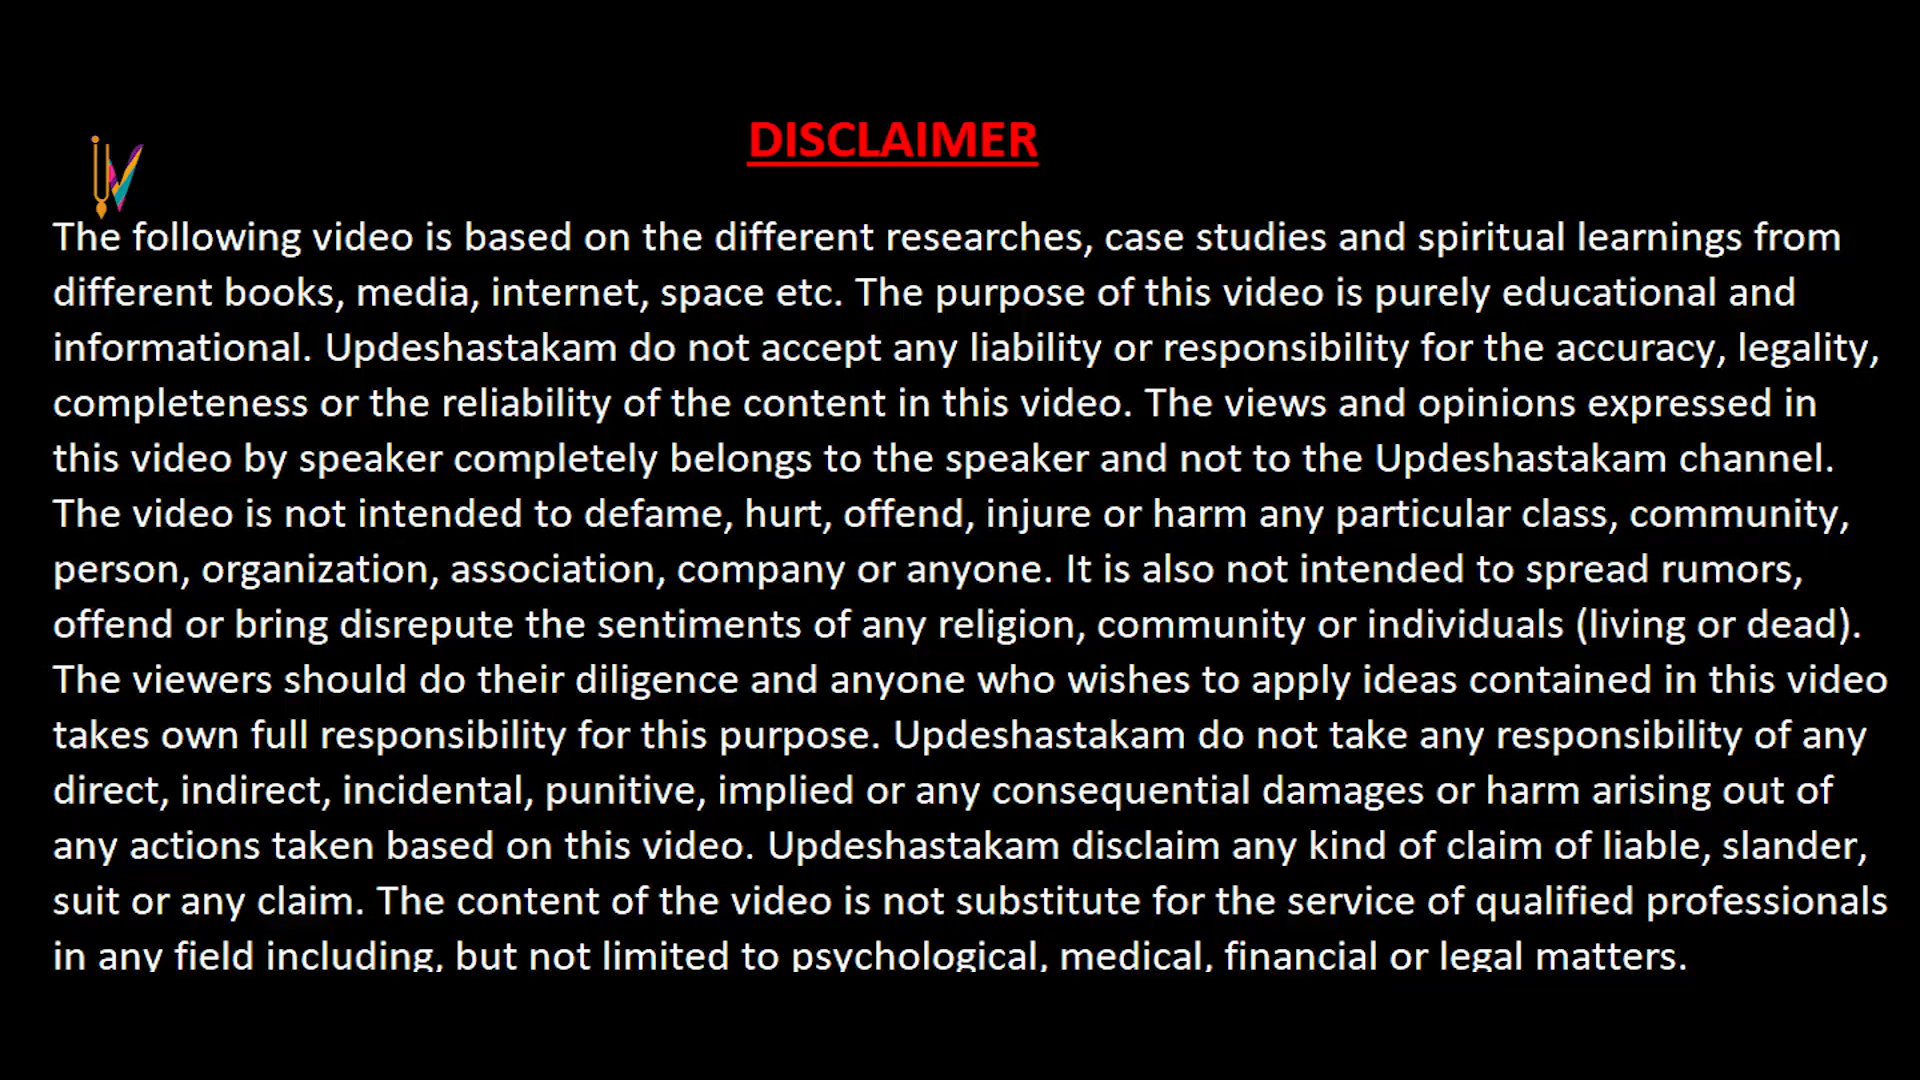 DISCLAIMER
The following video is based on the different researches, case studies and spiritual learnings from
different books, media, internet, space etc. The purpose of this video is purely educational and
informational. Updeshastakam do not accept any liability or responsibility for the accuracy, legality,
completeness or the reliability of the content in this video. The views and opinions expressed in
this video by speaker completely belongs to the speaker and not to the Updeshastakam channel.
The video is not intended to defame, hurt, offend, injure or harm any particular class, community,
person, organization, association, company or anyone. It is also not intended to spread rumors,
offend or bring disrepute the sentiments of any religion, community or individuals (living or dead).
The viewers should do their diligence and anyone who wishes to apply ideas contained in this video
takes own full responsibility for this purpose. Updeshastakam do not take any responsibility of any
direct, indirect, incidental, punitive, implied or any consequential damages or harm arising out of
any actions taken based on this video. Updeshastakam disclaim any kind of claim of liable, slander,
suit or any claim. The content of the video is not substitute for the service of qualified professionals
in any field including, but not limited to psychological, medical, financial or legal matters.